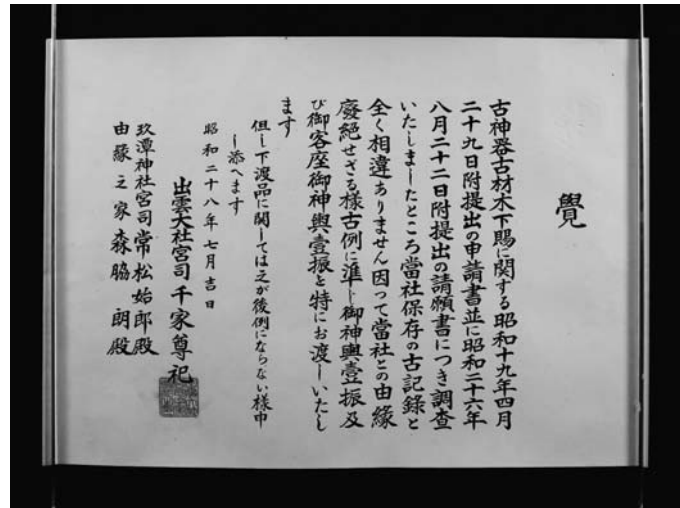 覺
古神器古材木下賜に関する昭和十九年四月
二十九日附提出の申請書並に昭和二十六年
八月二十二日附提出の請願書につき調査
いたしましたところ當社保存の古記録と
全く相違ありません因って當社との由緣
廢絶せざる様古例に準じ御神輿壹振及
び御客座御神輿壹振と特にお渡しいたし
ます
但し下渡品に関しては之が後例にならない様申
し添へます
昭和二十八年七月吉日
出雲大社宮司千家尊祀
玖潭神社宮司常松始郎殿
由緣之家森脇 朗殿